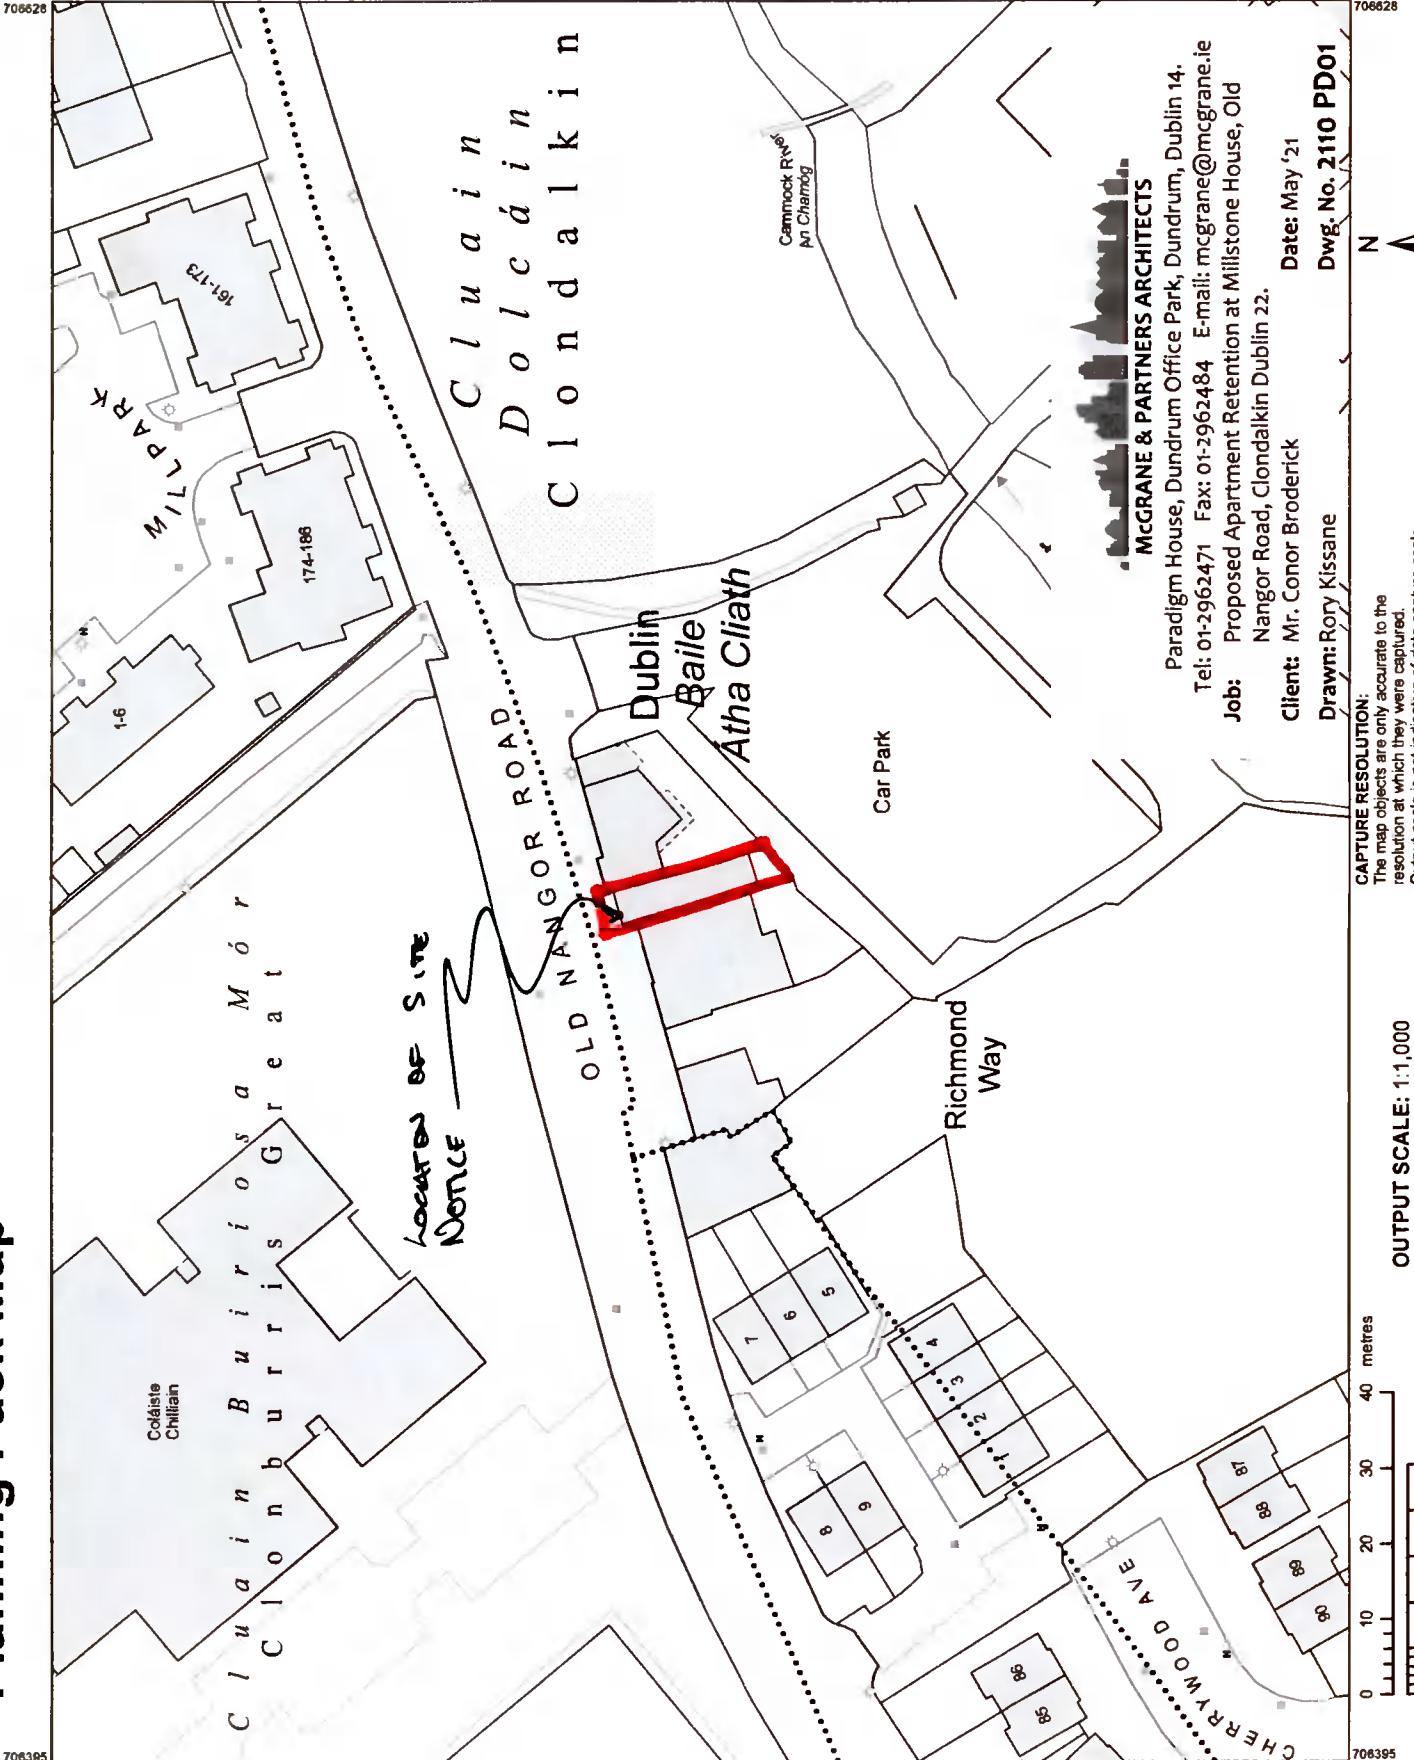 706628
706628
161-173
MILLPARK
174-186
1-6
Cluain
Dolcáin
Clondalkin
Cammock River
An Chamóg
OLD NANGOR ROAD
Dublin
Baile
Átha Cliath
Car Park
LOCATION OF SITE
NOTICE
Cluain Buiríosa Mór
Clonburris Great
Coláiste
Chilliain
Richmond
Way
7
6
5
4
3
2
1
8
9
87
88
89
90
86
85
CHERRYWOOD AVE
McGRANE & PARTNERS ARCHITECTS
Paradigm House, Dundrum Office Park, Dundrum, Dublin 14.
Tel: 01-2962471 Fax: 01-2962484 E-mail: mcgrane@mcgrane.ie
Job: Proposed Apartment Retention at Millstone House, Old
Nangor Road, Clondalkin Dublin 22.
Client: Mr. Conor Broderick Date: May '21
Drawn: Rory Kissane Dwg. No. 2110 PD01
N
CAPTURE RESOLUTION:
The map objects are only accurate to the
resolution at which they were captured.
OUTPUT SCALE: 1:1,000
0 10 20 30 40 metres
706395
706395